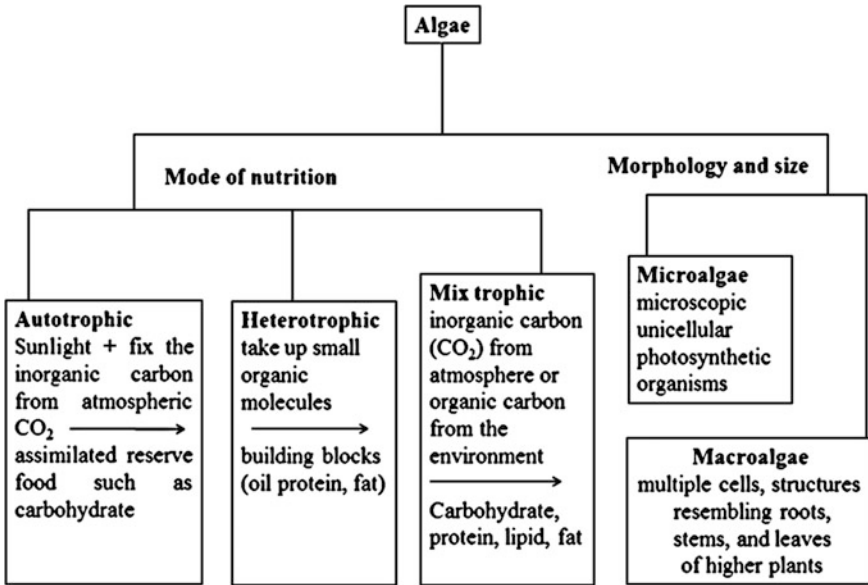 Algae
Mode of nutrition
Morphology and size
Autotrophic
Sunlight + fix the
inorganic carbon
from atmospheric
CO₂ ⟶
assimilated reserve
food such as
carbohydrate
Heterotrophic
take up small
organic
molecules
⟶
building blocks
(oil protein, fat)
Mix trophic
inorganic carbon
(CO₂) from
atmosphere or
organic carbon
from the
environment
⟶
Carbohydrate,
protein, lipid, fat
Microalgae
microscopic
unicellular
photosynthetic
organisms
Macroalgae
multiple cells, structures
resembling roots,
stems, and leaves
of higher plants